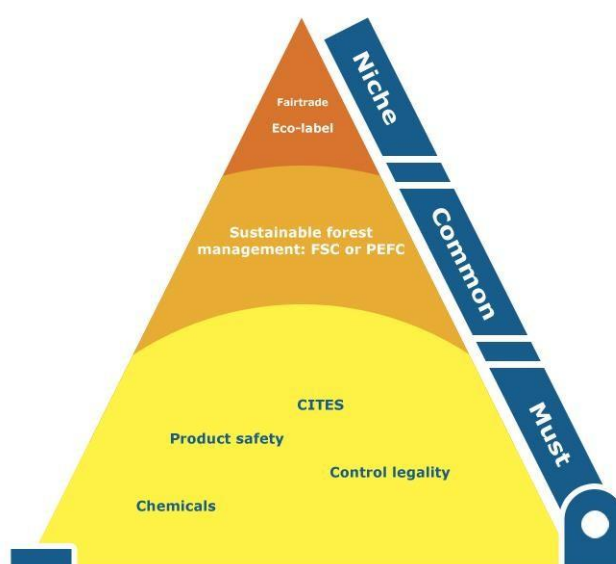 Fairtrade
Eco-label
Niche
Sustainable forest
management: FSC or PEFC
Common
CITES
Product safety
Control legality
Chemicals
Must